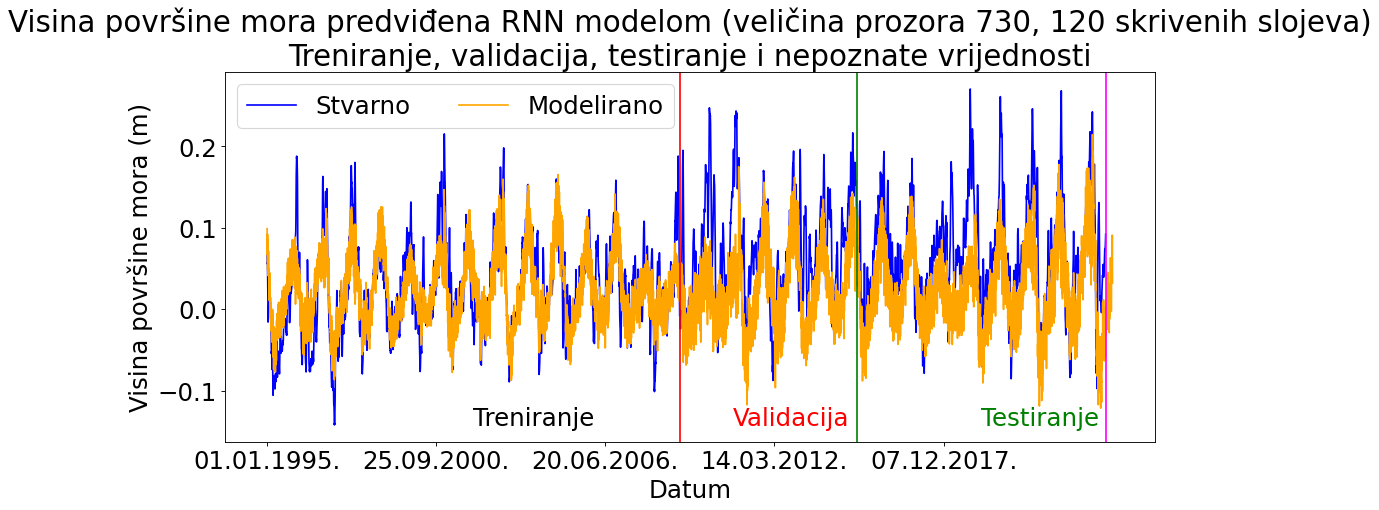 Visina površine mora predviđena RNN modelom (veličina prozora 730, 120 skrivenih slojeva)
Treniranje, validacija, testiranje i nepoznate vrijednosti
Stvarno Modelirano
Visina površine mora (m)
0.2
0.1
0.0
−0.1
Treniranje Validacija Testiranje
01.01.1995. 25.09.2000. 20.06.2006. 14.03.2012. 07.12.2017.
Datum